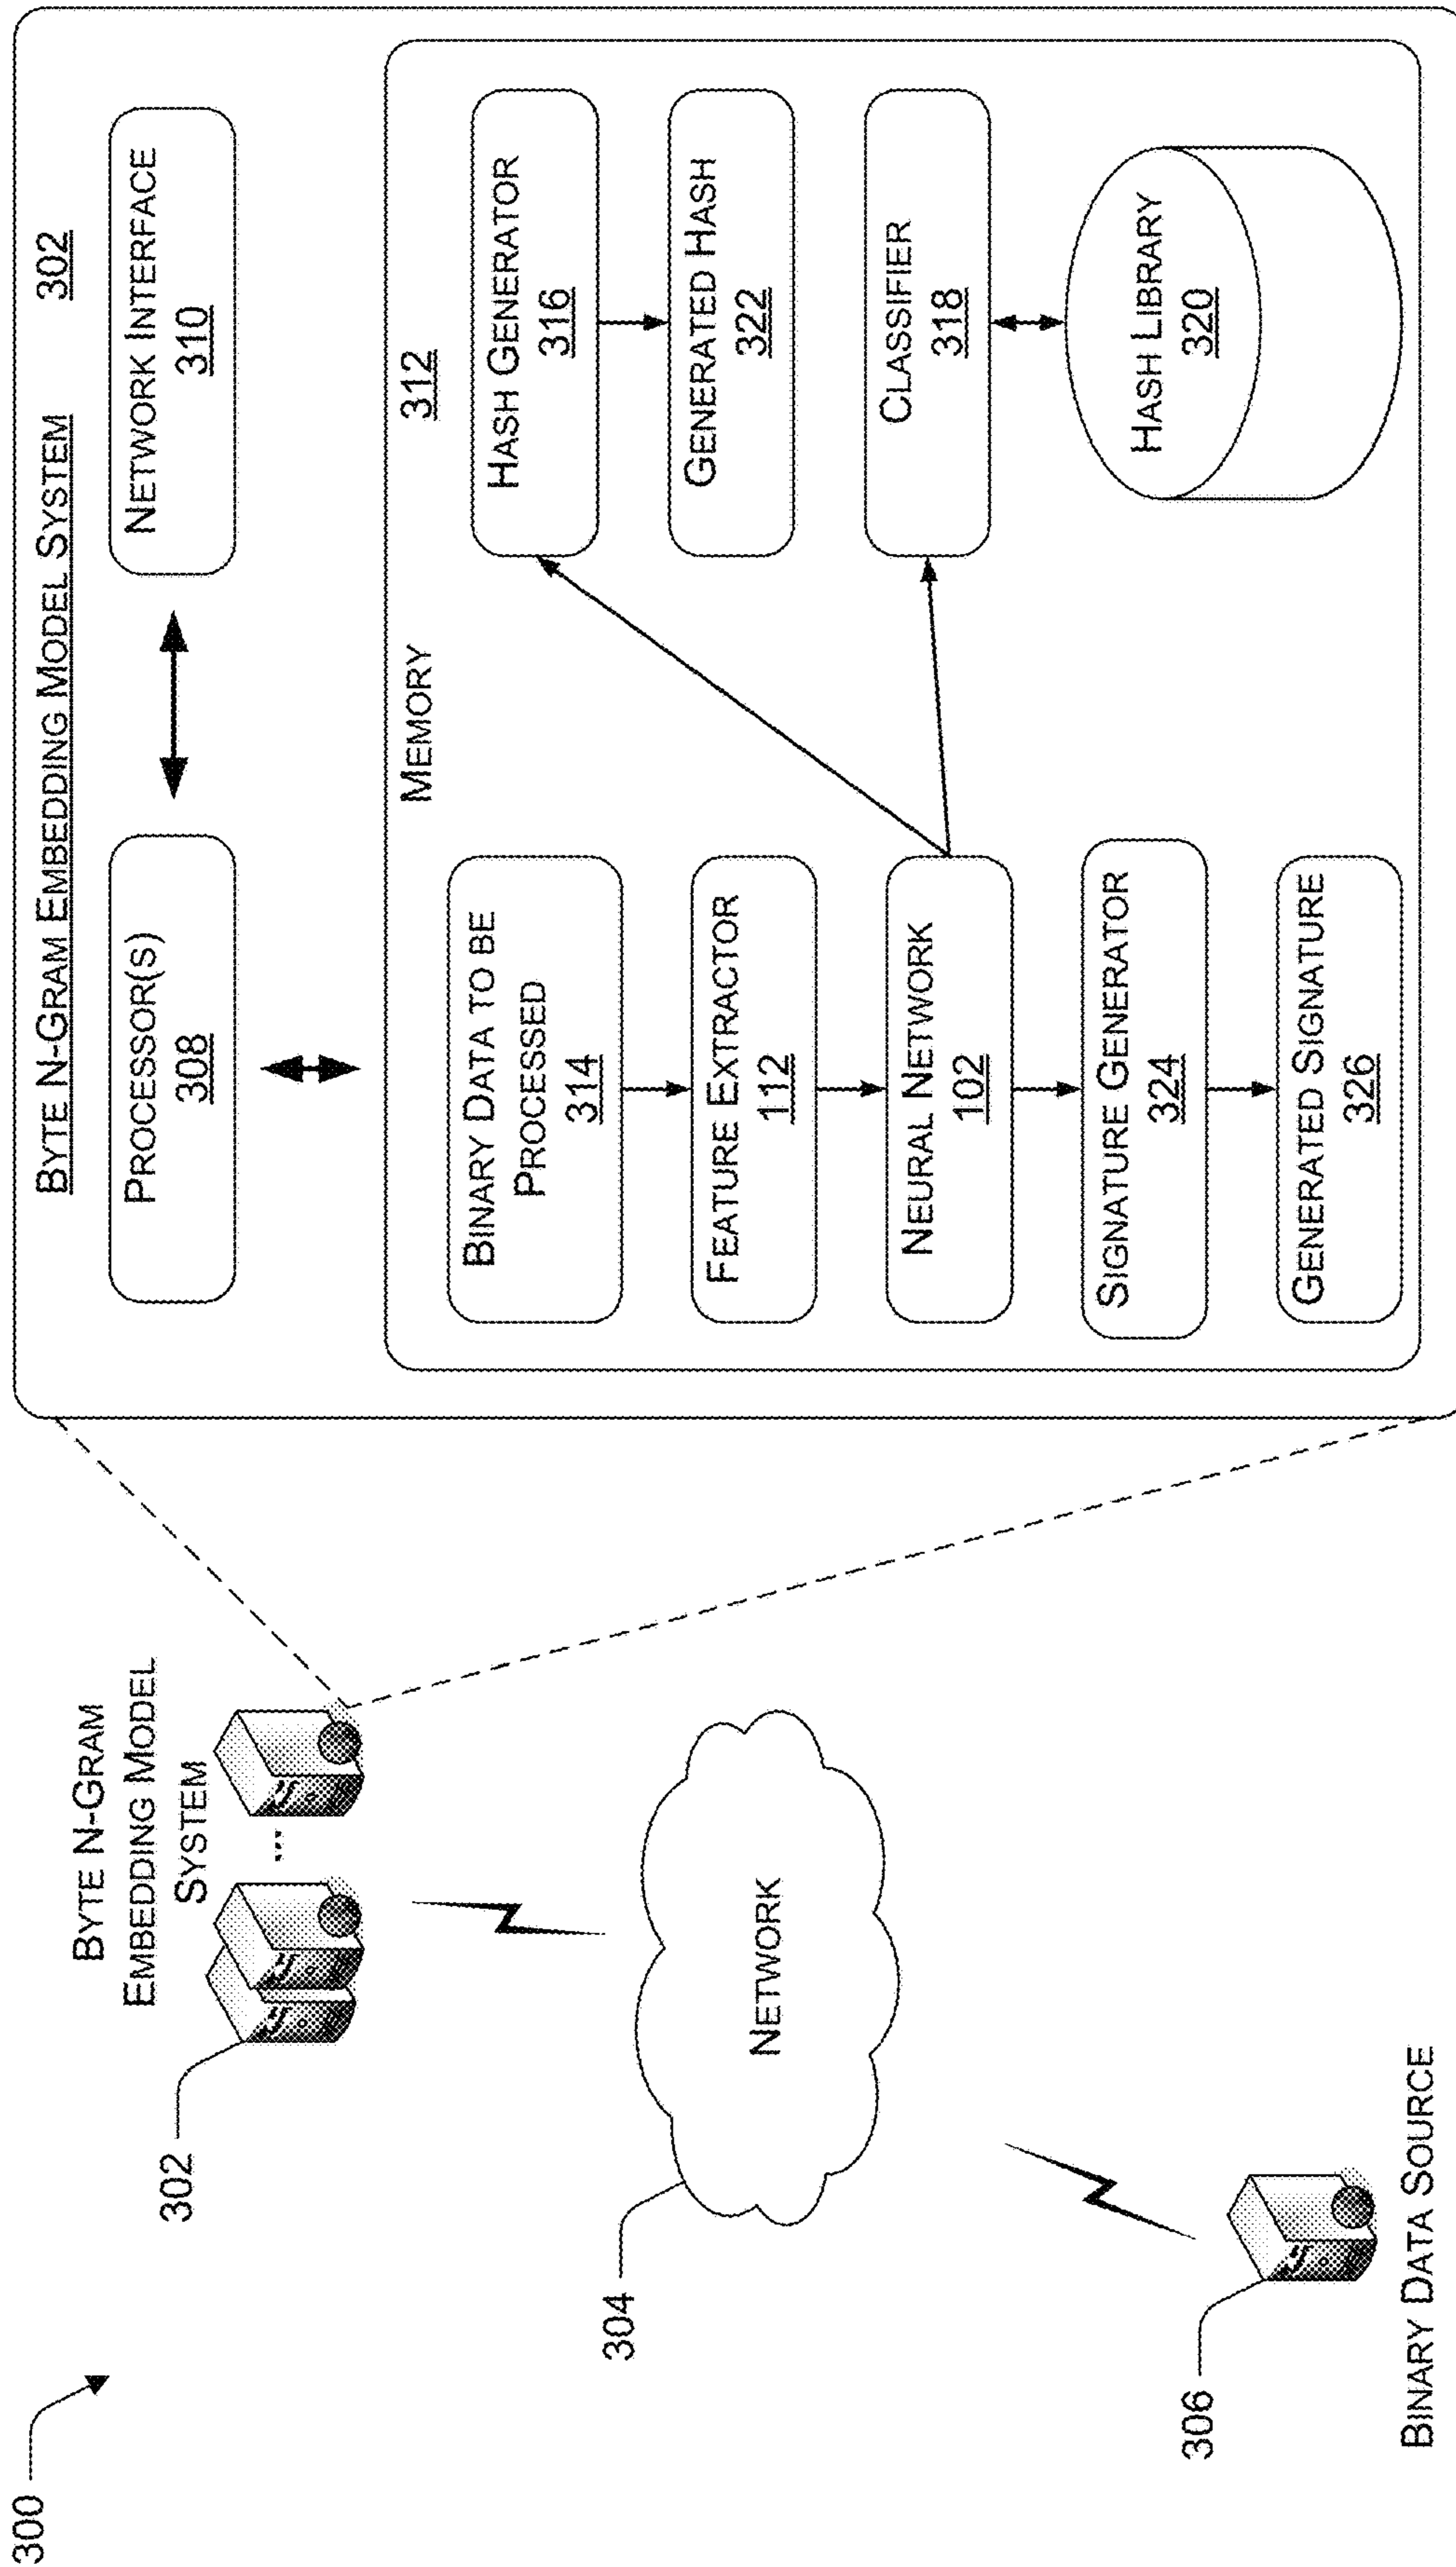 300
BYTE N-GRAM
EMBEDDING MODEL
SYSTEM
302
NETWORK
304
306
BINARY DATA SOURCE
BYTE N-GRAM EMBEDDING MODEL SYSTEM 302
PROCESSOR(S)
308
NETWORK INTERFACE
310
MEMORY 312
BINARY DATA TO BE
PROCESSED
314
FEATURE EXTRACTOR
112
NEURAL NETWORK
102
SIGNATURE GENERATOR
324
GENERATED SIGNATURE
326
HASH GENERATOR
316
GENERATED HASH
322
CLASSIFIER
318
HASH LIBRARY
320